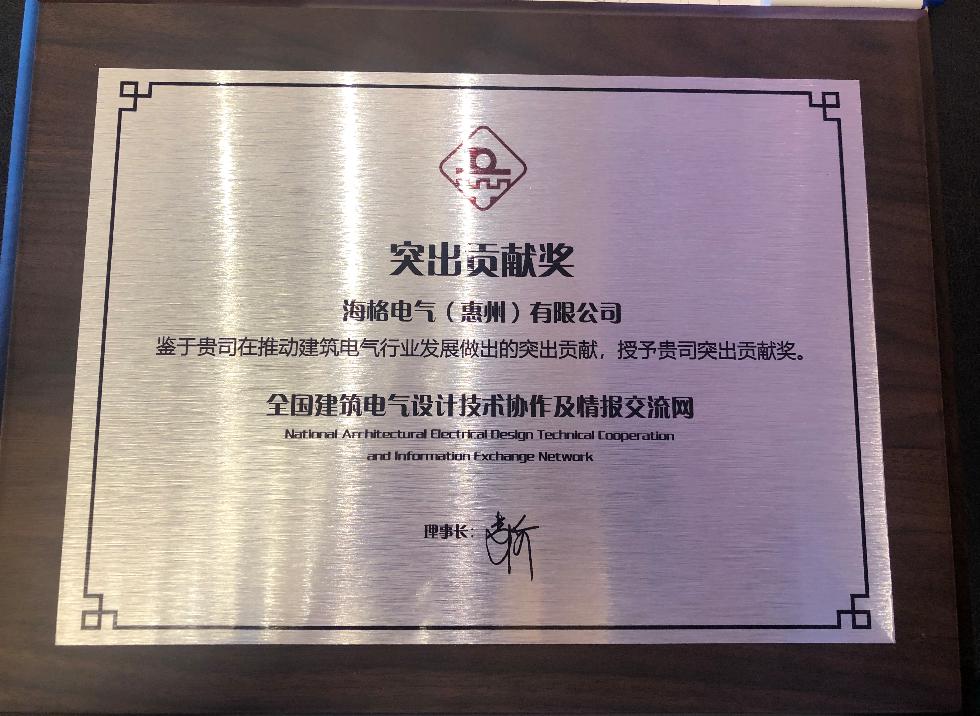 突出贡献奖
海格电气（惠州）有限公司
鉴于贵司在推动建筑电气行业发展做出的突出贡献，授予贵司突出贡献奖。
全国建筑电气设计技术协作及情报交流网
National Architectural Electrical Design Technical Cooperation
and Information Exchange Network
理事长：